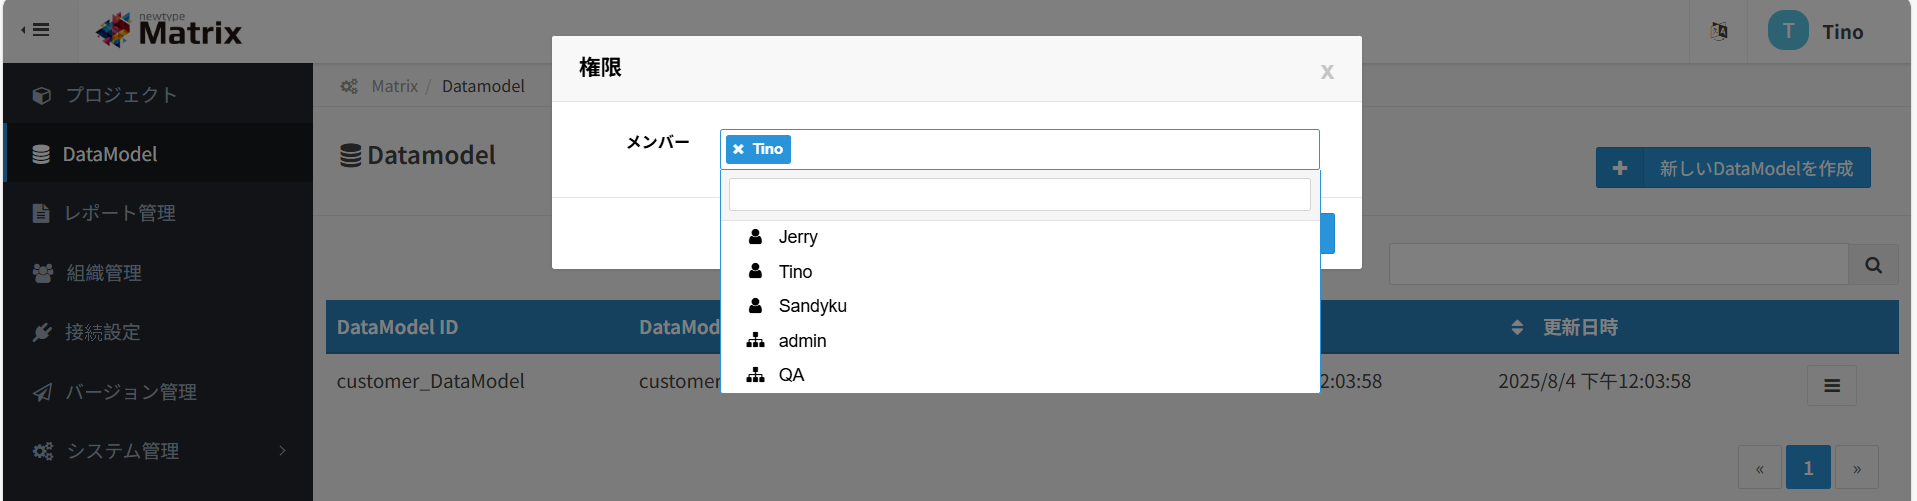 newtype
Matrix
T Tino
プロジェクト
DataModel
レポート管理
組織管理
接続設定
バージョン管理
システム管理
Matrix / Datamodel
Datamodel
新しいDataModelを作成
権限
x
メンバー
Tino
Jerry
Tino
Sandyku
admin
QA
DataModel ID DataMod 更新日時
customer_DataModel customer 2:03:58 2025/8/4 下午12:03:58
« 1 »